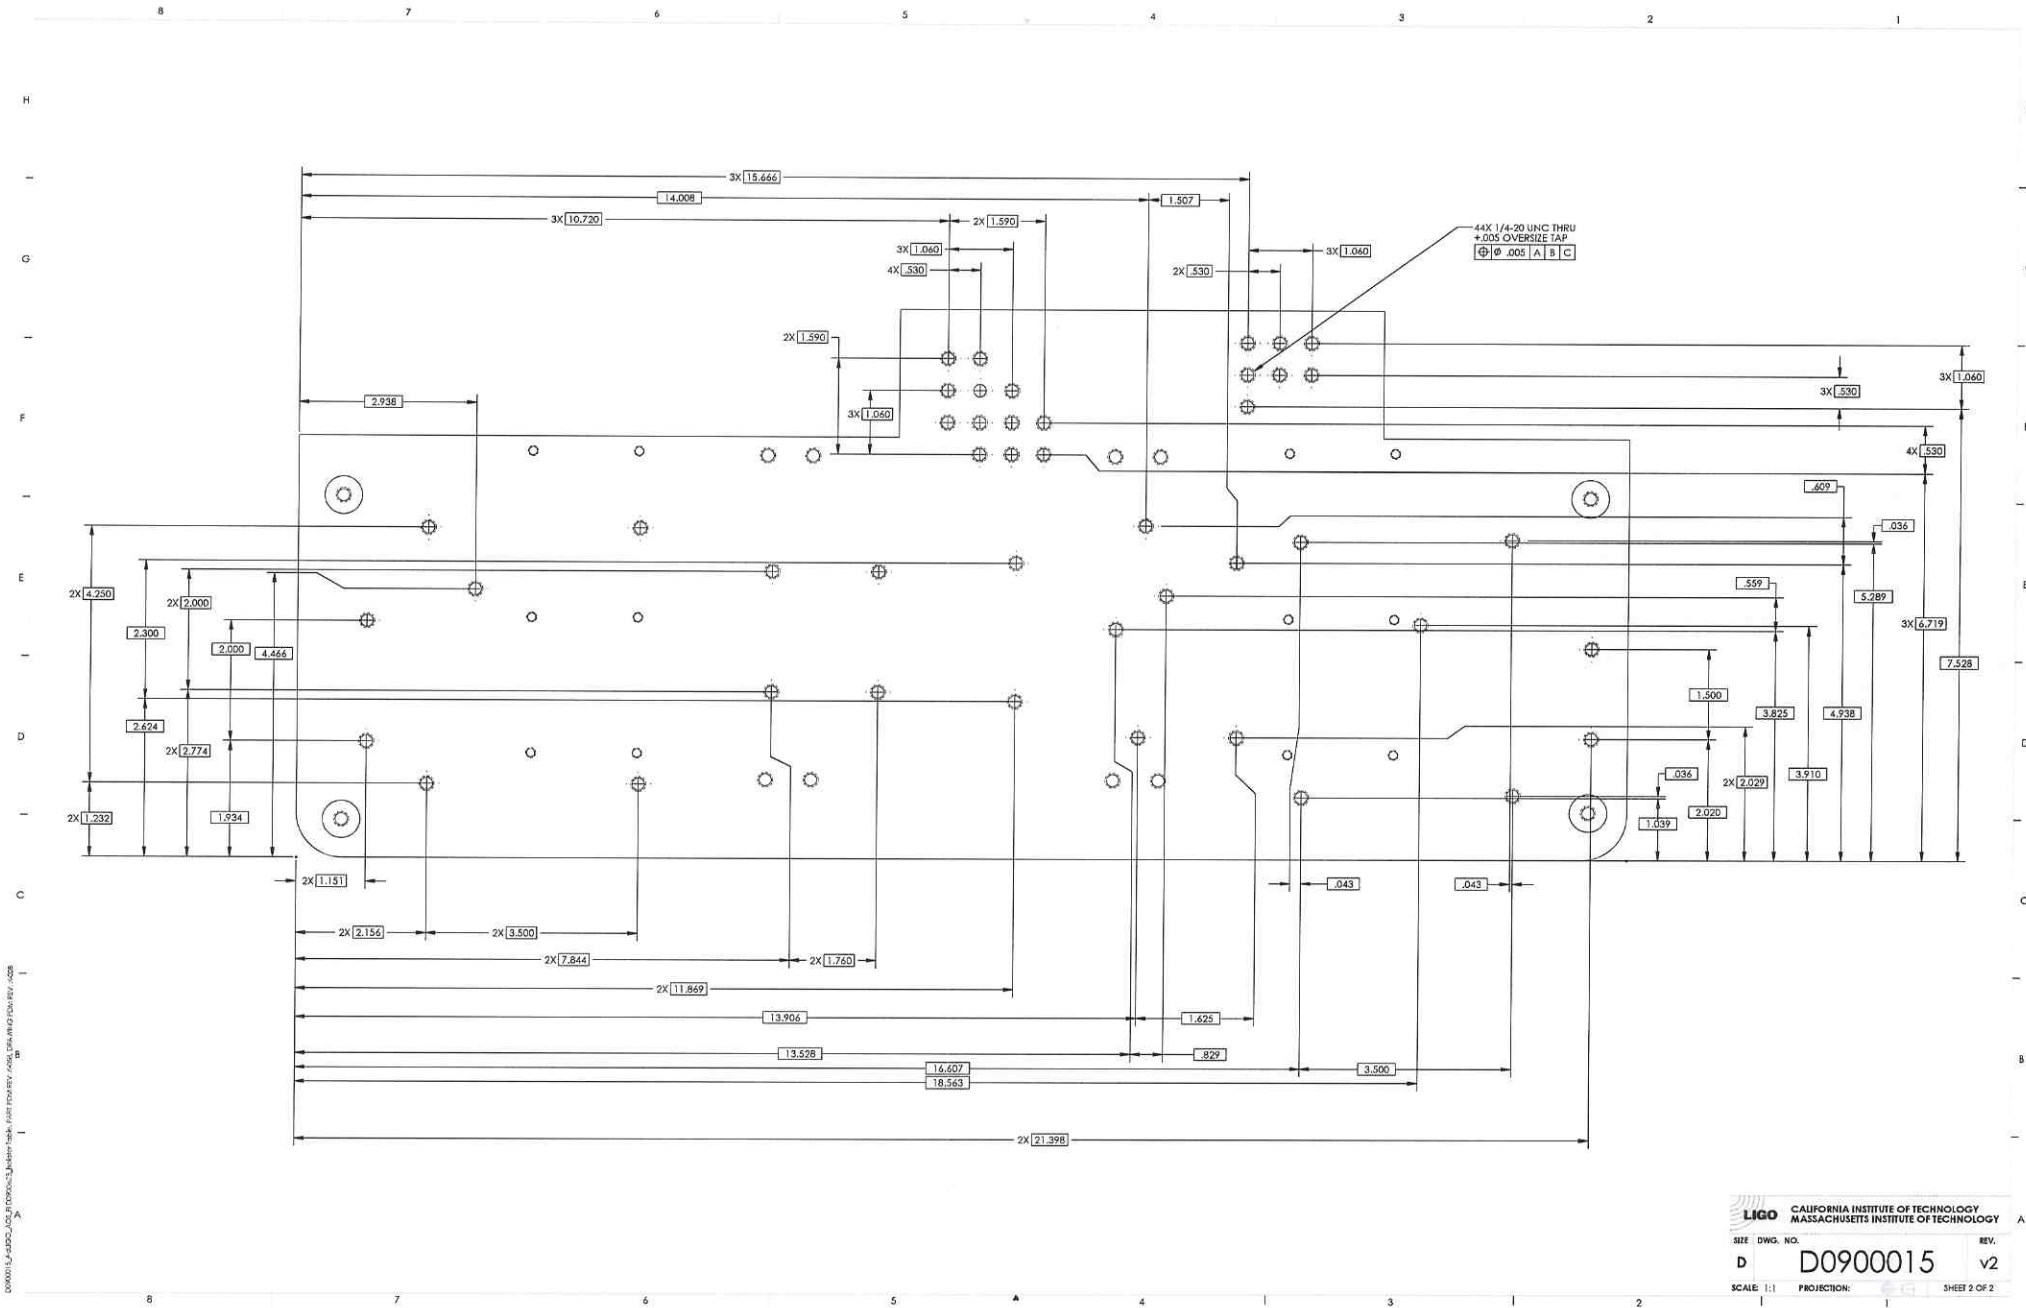 8 7 6 5 4 3 2 1
H
3X 15.666
14.008 1.507
3X 10.720 2X 1.590
44X 1/4-20 UNC THRU
+.005 OVERSIZE TAP
⌖ Ø .005 A B C
3X 1.060 3X 1.060
G
4X .530 2X .530
2X 1.590
3X 1.060
3X .530
2.938
3X 1.060
F
4X .530
.609
.036
E
.559
2X 4.250 2X 2.000 5.289
2.300 3X 6.719
2.000 4.466
7.528
1.500
3.825 4.938
2.624
D
2X 2.774
.036 3.910
2X 2.029
2X 1.232 1.934 2.020
1.039
2X 1.151 .043 .043
C
2X 2.156 2X 3.500
2X 7.844 2X 1.760
2X 11.869
13.906 1.625
B 13.528 .829 B
16.607 3.500
18.563
2X 21.398
A
LIGO CALIFORNIA INSTITUTE OF TECHNOLOGY
MASSACHUSETTS INSTITUTE OF TECHNOLOGY A
SIZE DWG. NO. REV.
D D0900015 v2
SCALE: 1:1 PROJECTION: SHEET 2 OF 2
8 7 6 5 4 3 2 1